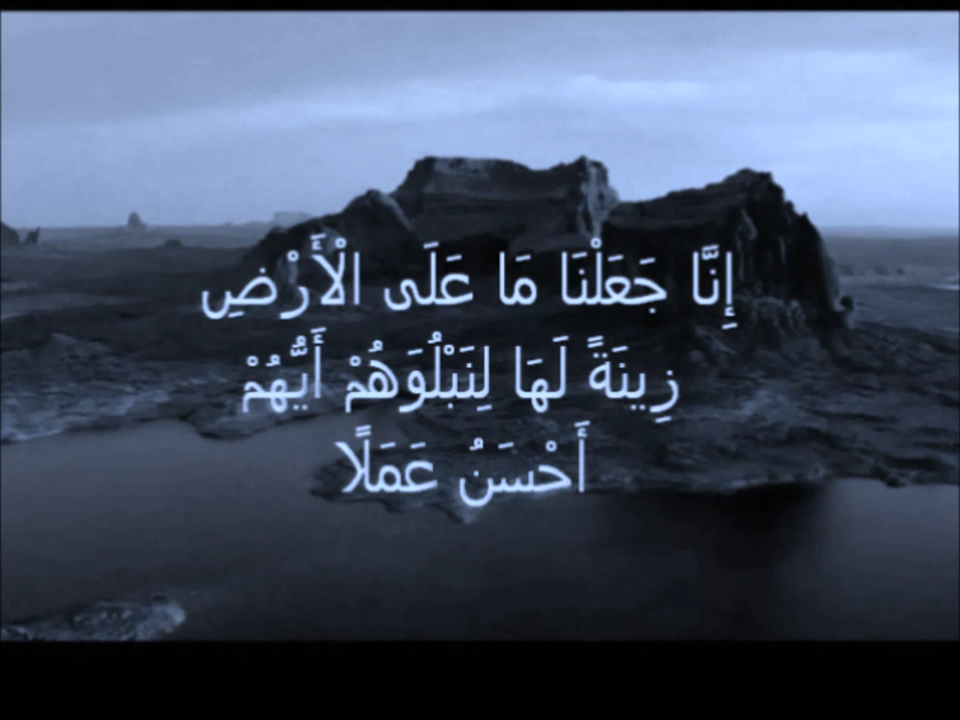 إِنَّا جَعَلْنَا مَا عَلَى الْأَرْضِ
زِينَةً لَهَا لِنَبْلُوَهُمْ أَيُّهُمْ
أَحْسَنُ عَمَلًا